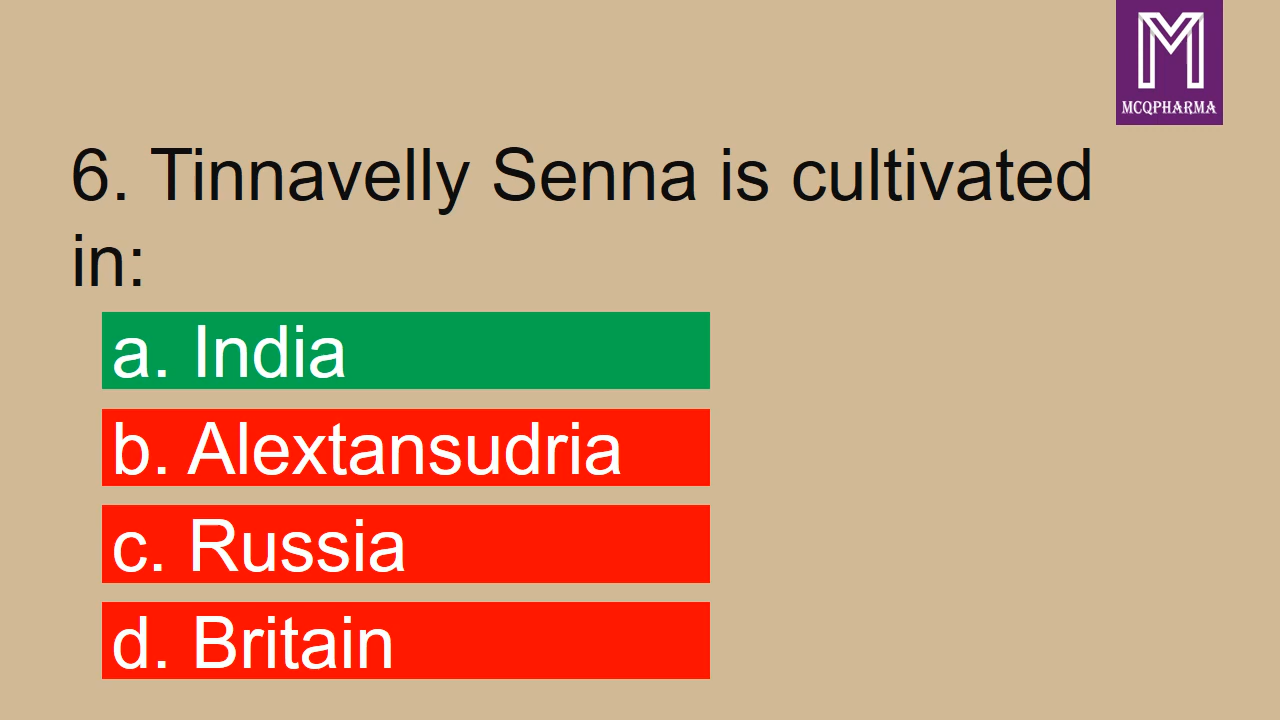 M
MCQPHARMA
6. Tinnavelly Senna is cultivated
in:
a. India
b. Alextansudria
c. Russia
d. Britain